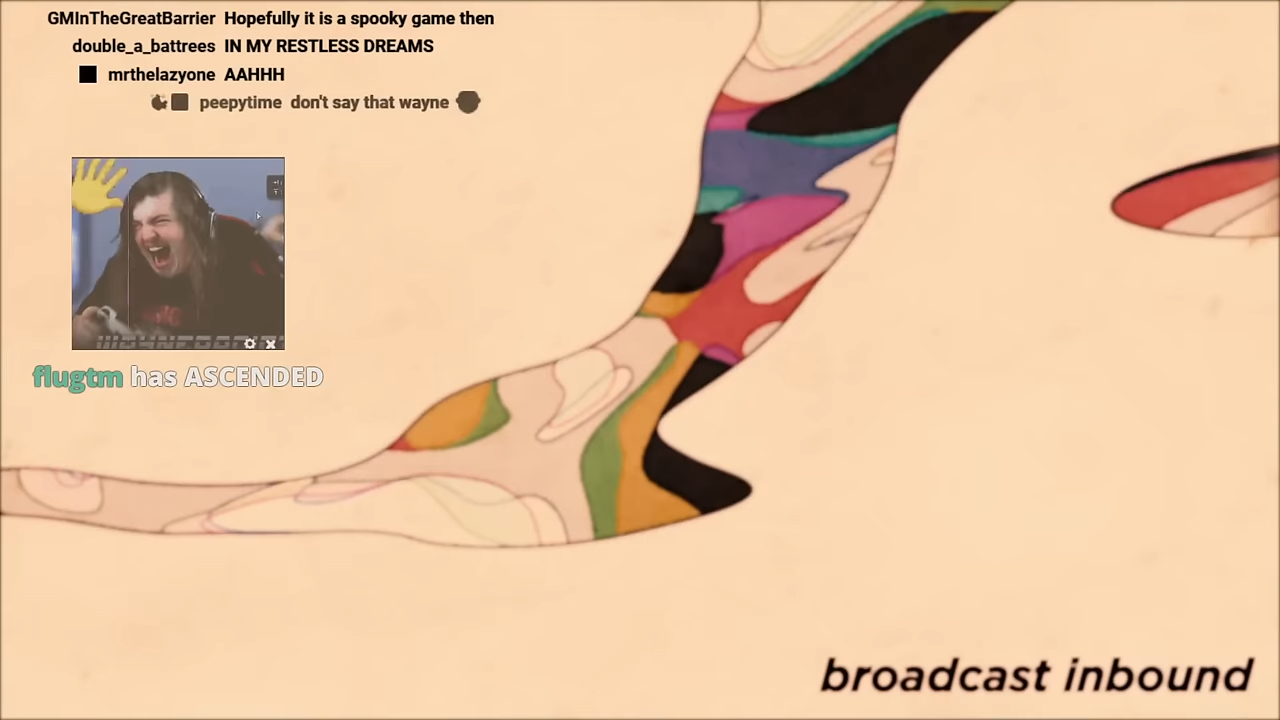 GMInTheGreatBarrier Hopefully it is a spooky game then
double_a_battrees IN MY RESTLESS DREAMS
mrthelazyone AAHHH
peepytime don't say that wayne
flugtm has ASCENDED
broadcast inbound